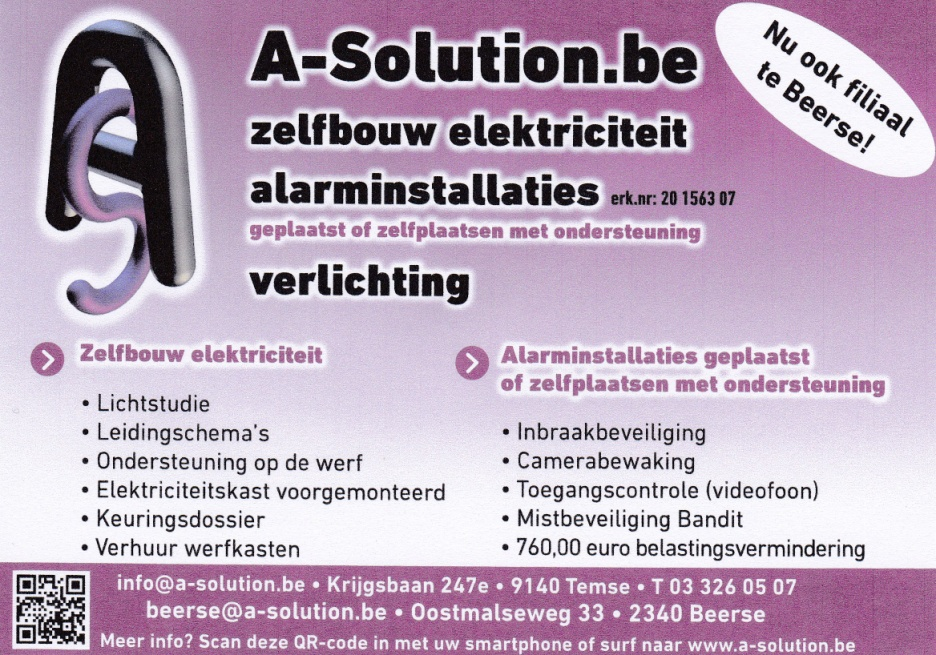 A-Solution.be
Nu ook filiaal
te Beerse!
zelfbouw elektriciteit
alarminstallaties erk.nr: 20 1563 07
geplaatst of zelfplaatsen met ondersteuning
verlichting
Zelfbouw elektriciteit
• Lichtstudie
• Leidingschema's
• Ondersteuning op de werf
• Elektriciteitskast voorgemonteerd
• Keuringsdossier
• Verhuur werfkasten
Alarminstallaties geplaatst
of zelfplaatsen met ondersteuning
• Inbraakbeveiliging
• Camerabewaking
• Toegangscontrole (videofoon)
• Mistbeveiliging Bandit
• 760,00 euro belastingsvermindering
info@a-solution.be • Krijgsbaan 247e • 9140 Temse • T 03 326 05 07
beerse@a-solution.be • Oostmalseweg 33 • 2340 Beerse
Meer info? Scan deze QR-code in met uw smartphone of surf naar www.a-solution.be